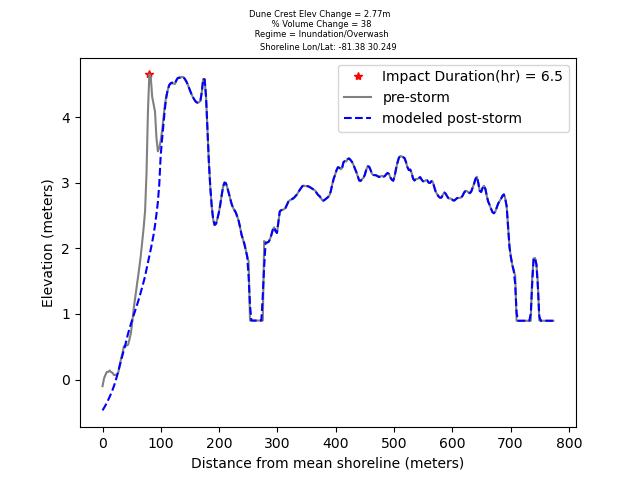 Dune Crest Elev Change = 2.77m
% Volume Change = 38
Regime = Inundation/Overwash
Shoreline Lon/Lat: -81.38 30.249
Impact Duration(hr) = 6.5
pre-storm
modeled post-storm
Elevation (meters)
4
3
2
1
0
0 100 200 300 400 500 600 700 800
Distance from mean shoreline (meters)